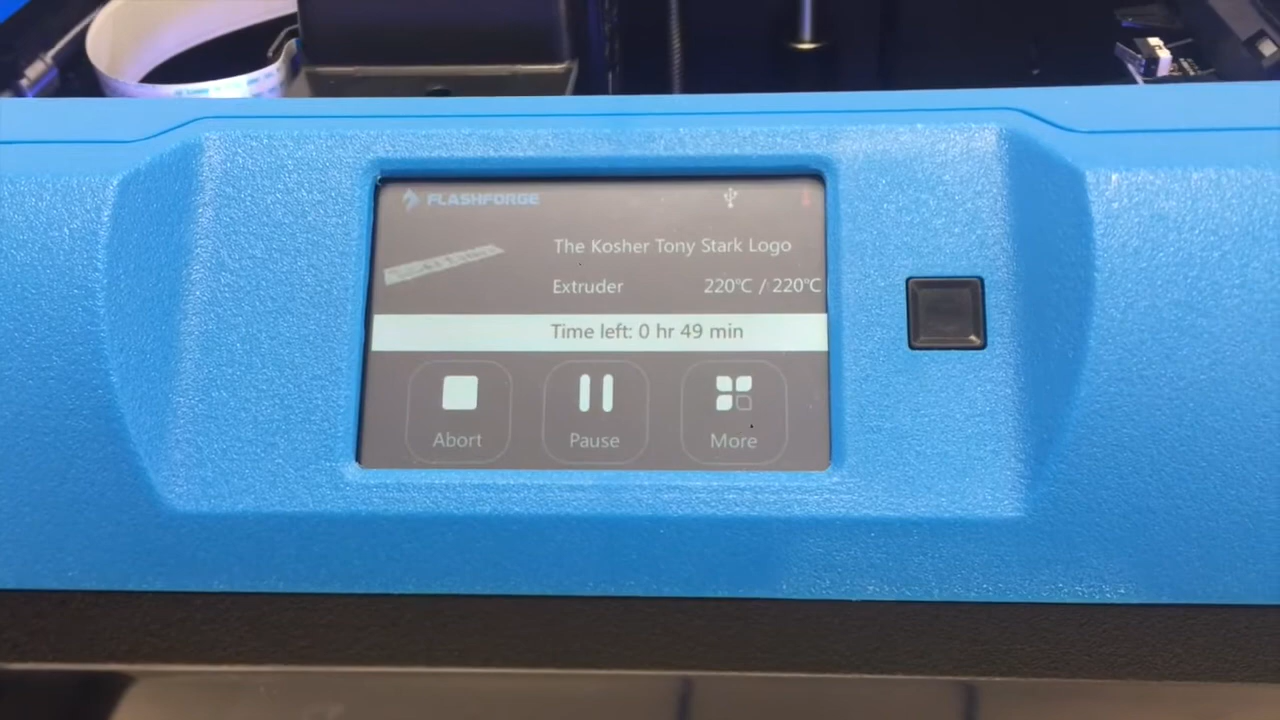 FLASHFORGE
The Kosher Tony Stark Logo
Extruder 220℃ / 220℃
Time left: 0 hr 49 min
Abort Pause More